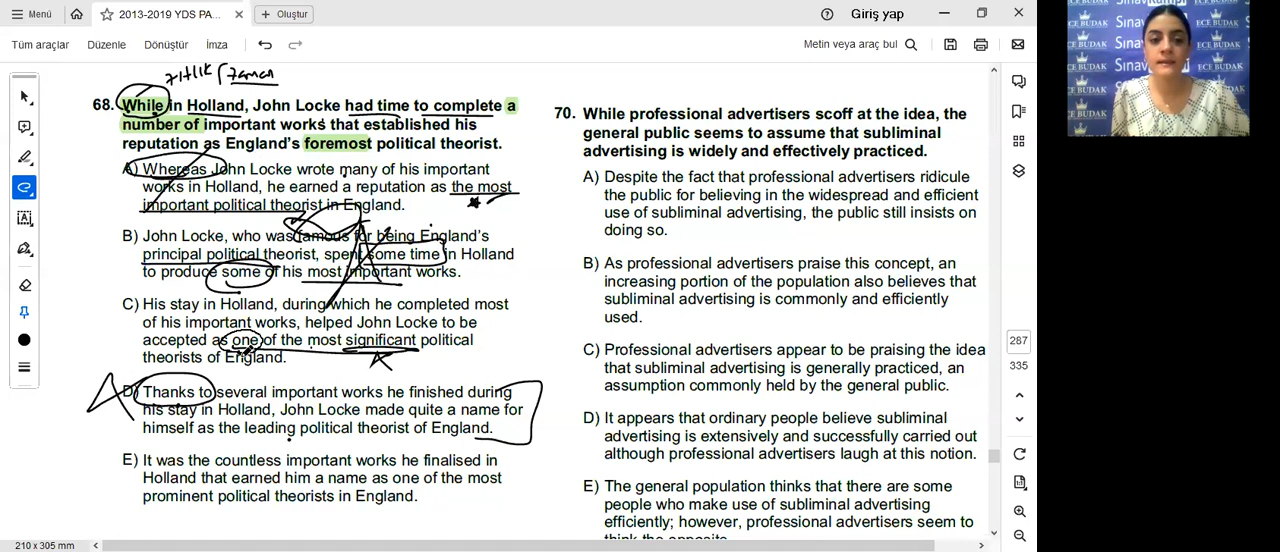 Menü
2013-2019 YDS PA...
Oluştur
Giriş yap
Tüm araçlar
Düzenle
Dönüştür
İmza
Metin veya araç bul
zıtlık / zaman
68. While in Holland, John Locke had time to complete a
number of important works that established his
reputation as England's foremost political theorist.
A) Whereas John Locke wrote many of his important
works in Holland, he earned a reputation as the most
important political theorist in England.
B) John Locke, who was famous for being England's
principal political theorist, spent some time in Holland
to produce some of his most important works.
C) His stay in Holland, during which he completed most
of his important works, helped John Locke to be
accepted as one of the most significant political
theorists of England.
D) Thanks to several important works he finished during
his stay in Holland, John Locke made quite a name for
himself as the leading political theorist of England.
E) It was the countless important works he finalised in
Holland that earned him a name as one of the most
prominent political theorists in England.
70. While professional advertisers scoff at the idea, the
general public seems to assume that subliminal
advertising is widely and effectively practiced.
A) Despite the fact that professional advertisers ridicule
the public for believing in the widespread and efficient
use of subliminal advertising, the public still insists on
doing so.
B) As professional advertisers praise this concept, an
increasing portion of the population also believes that
subliminal advertising is commonly and efficiently
used.
C) Professional advertisers appear to be praising the idea
that subliminal advertising is generally practiced, an
assumption commonly held by the general public.
D) It appears that ordinary people believe subliminal
advertising is extensively and successfully carried out
although professional advertisers laugh at this notion.
E) The general population thinks that there are some
people who make use of subliminal advertising
efficiently; however, professional advertisers seem to
think the opposite.
287
335
210 x 305 mm
ECE BUDAK
Sınav
ECE BUDAK
Sınav
ECE BUDAK